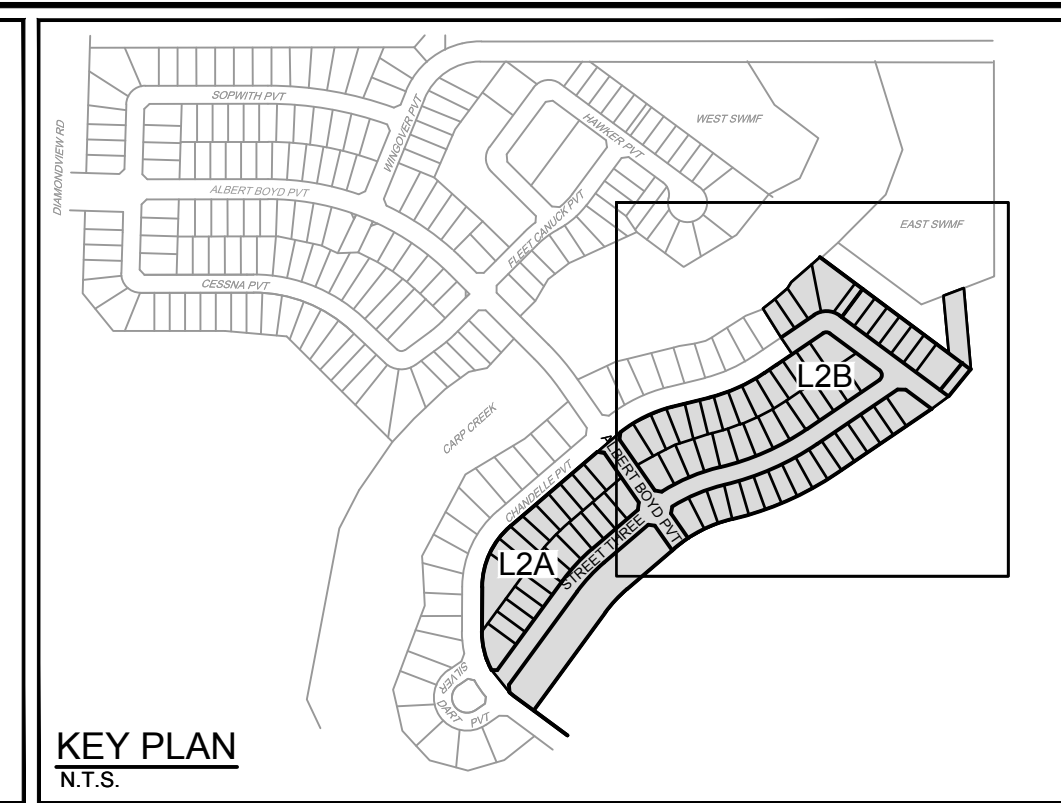 SOPWITH PVT
WINGOVER PVT
DIAMONDVIEW RD
ALBERT BOYD PVT
HAWKER PVT
WEST SWMF
FLEET CANUCK PVT
EAST SWMF
CESSNA PVT
L2B
CARP CREEK
ALBERT BOYD PVT
CHANDELLE PVT
L2A
STREET THREE
SILVER
DART PVT
KEY PLAN
N.T.S.